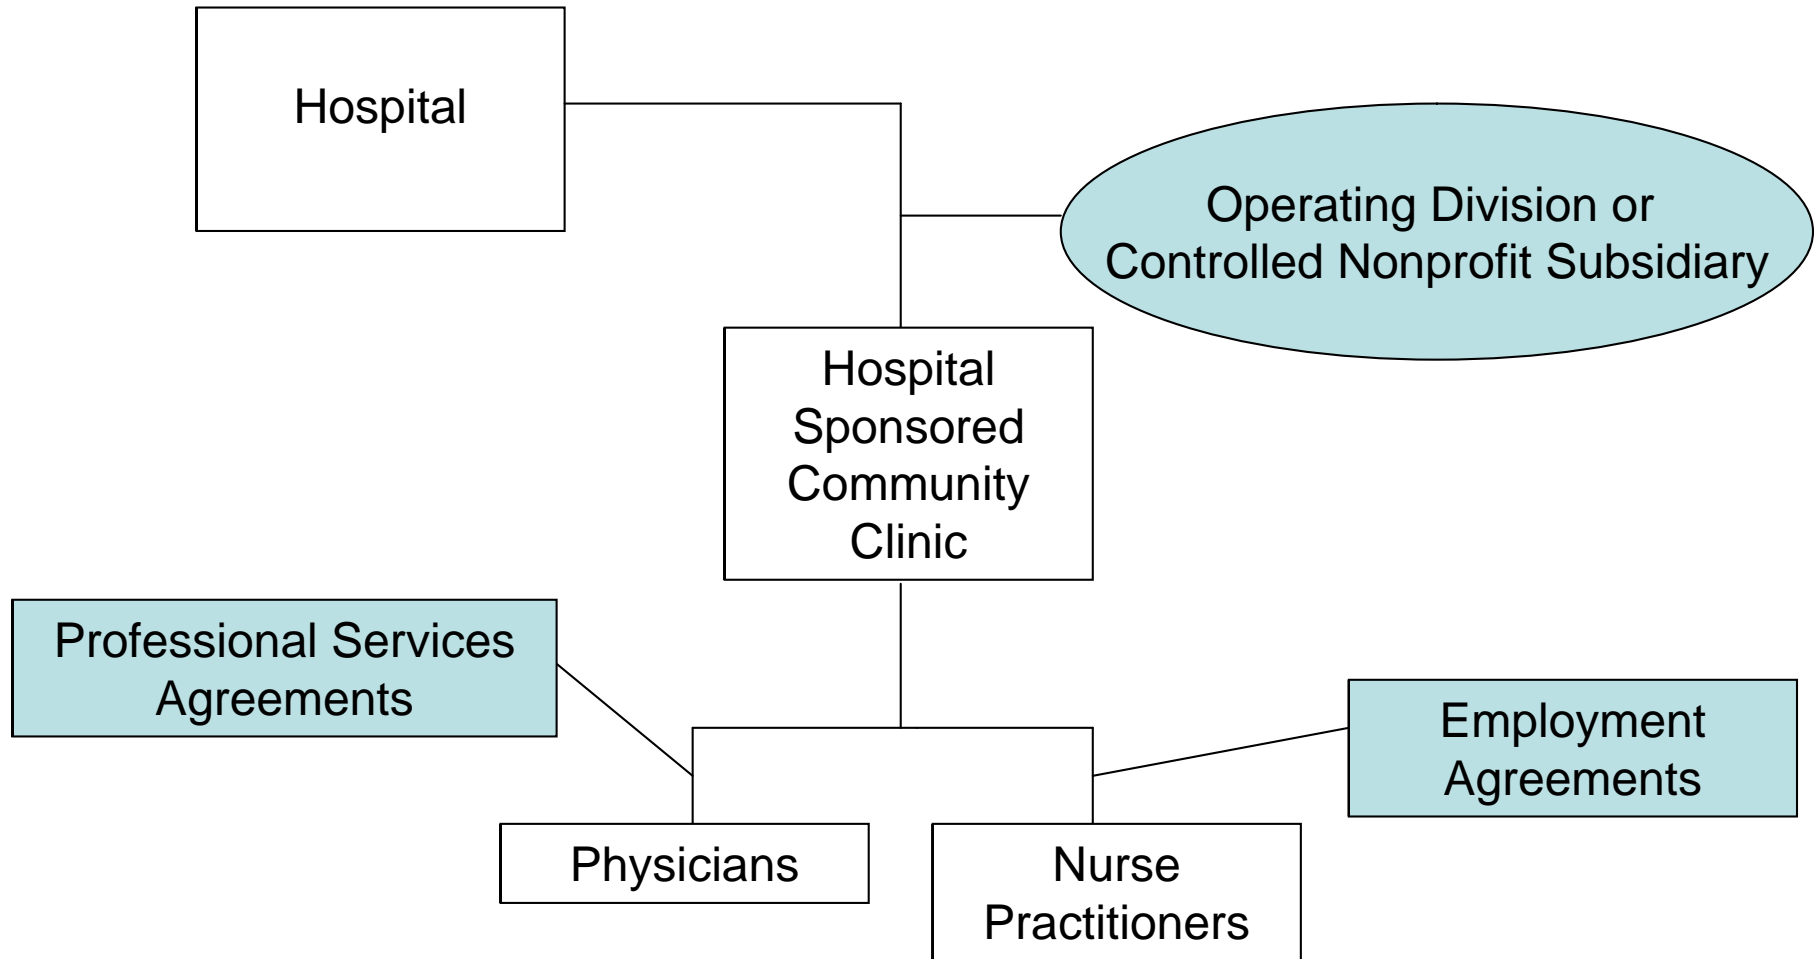 Hospital
Operating Division or
Controlled Nonprofit Subsidiary
Hospital
Sponsored
Community
Clinic
Professional Services
Agreements
Employment
Agreements
Physicians
Nurse
Practitioners